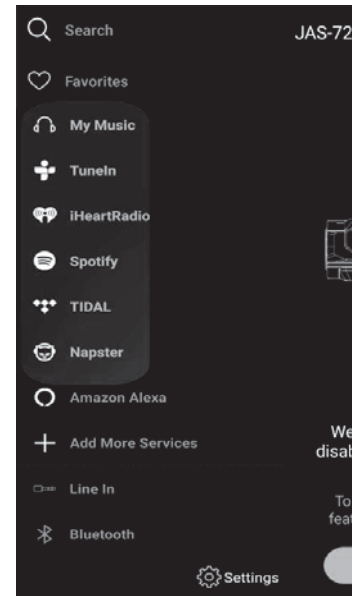 Search
JAS-72
Favorites
My Music
TuneIn
iHeartRadio
Spotify
TIDAL
Napster
Amazon Alexa
Add More Services
We
disab
Line In
To
feat
Bluetooth
Settings